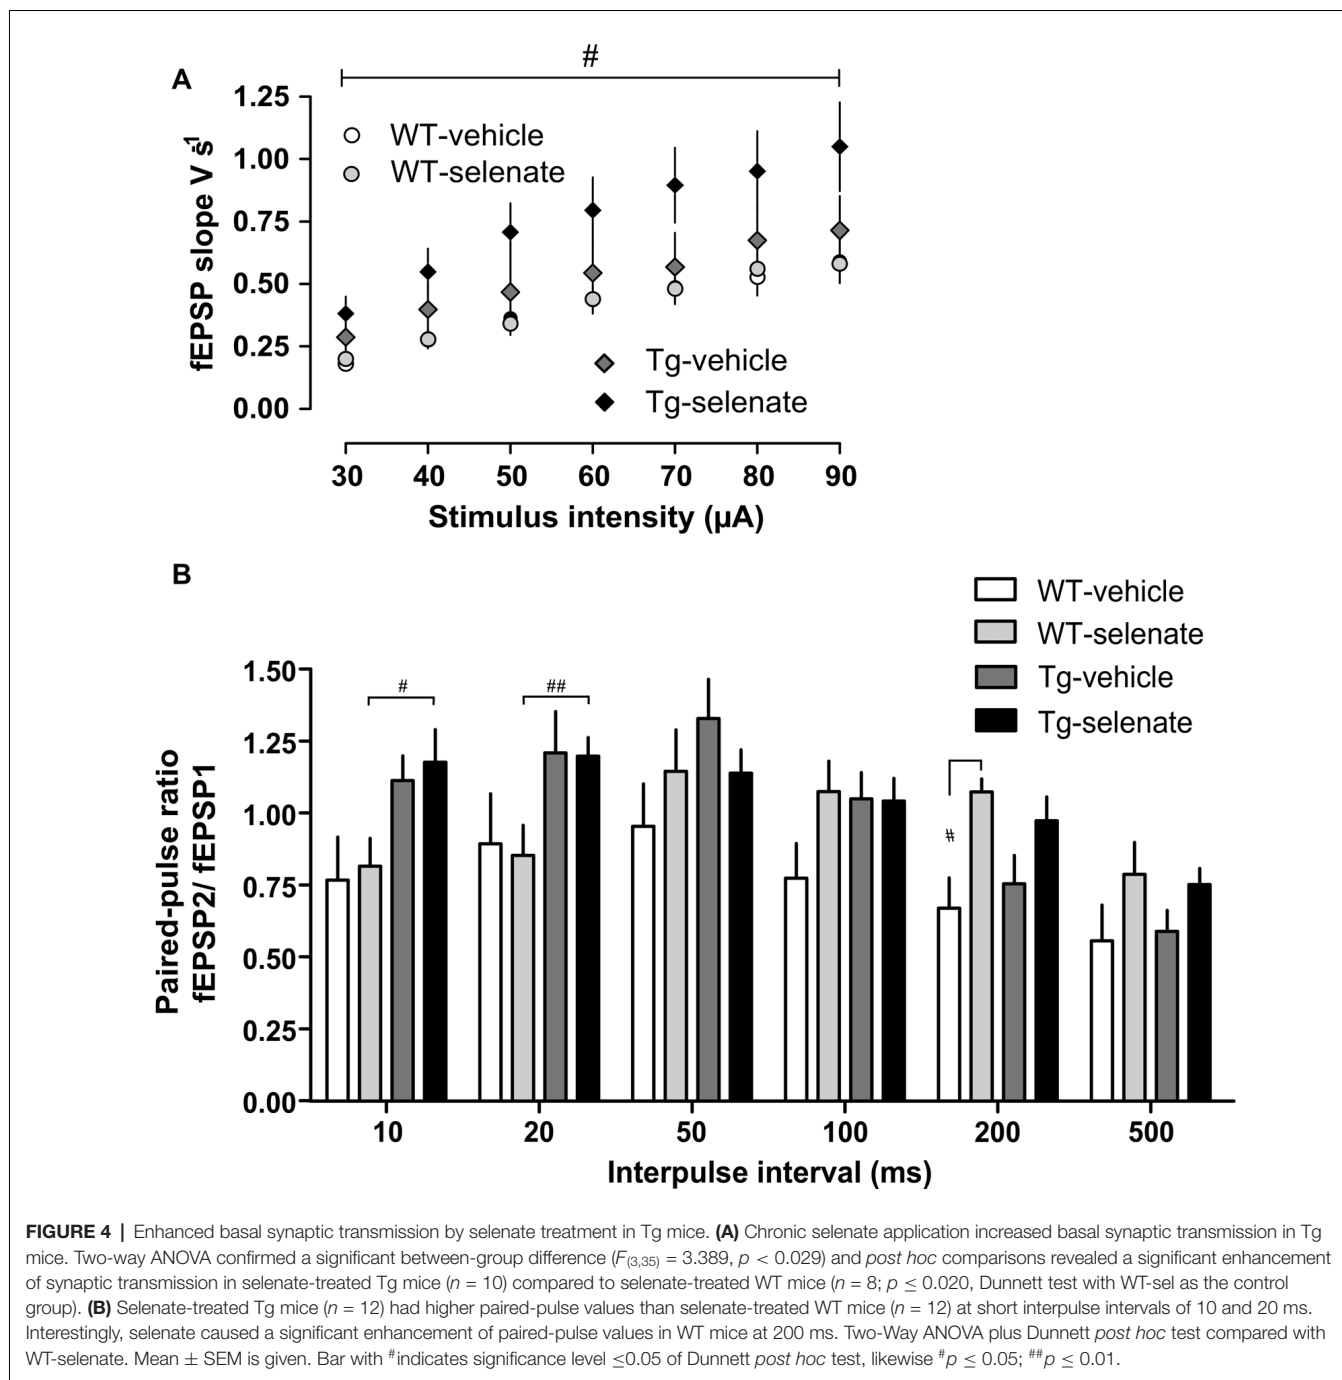 A
#
1.25
1.00
0.75
0.50
0.25
0.00
fEPSP slope V s-1
WT-vehicle
WT-selenate
Tg-vehicle
Tg-selenate
30 40 50 60 70 80 90
Stimulus intensity (µA)
B
WT-vehicle
WT-selenate
Tg-vehicle
Tg-selenate
1.50
1.25
1.00
0.75
0.50
0.25
0.00
Paired-pulse ratio
fEPSP2/ fEPSP1
# ##
#
10 20 50 100 200 500
Interpulse interval (ms)
FIGURE 4 | Enhanced basal synaptic transmission by selenate treatment in Tg mice. (A) Chronic selenate application increased basal synaptic transmission in Tg
mice. Two-way ANOVA confirmed a significant between-group difference (F(3,35) = 3.389, p < 0.029) and post hoc comparisons revealed a significant enhancement
of synaptic transmission in selenate-treated Tg mice (n = 10) compared to selenate-treated WT mice (n = 8; p ≤ 0.020, Dunnett test with WT-sel as the control
group). (B) Selenate-treated Tg mice (n = 12) had higher paired-pulse values than selenate-treated WT mice (n = 12) at short interpulse intervals of 10 and 20 ms.
Interestingly, selenate caused a significant enhancement of paired-pulse values in WT mice at 200 ms. Two-Way ANOVA plus Dunnett post hoc test compared with
WT-selenate. Mean ± SEM is given. Bar with #indicates significance level ≤0.05 of Dunnett post hoc test, likewise #p ≤ 0.05; ##p ≤ 0.01.